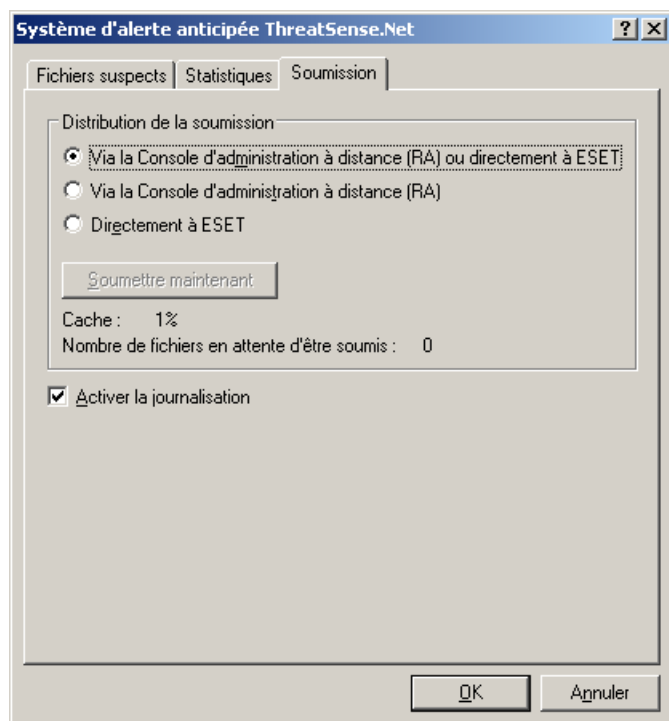 Système d'alerte anticipée ThreatSense.Net
Fichiers suspects
Statistiques
Soumission
Distribution de la soumission
Via la Console d'administration à distance (RA) ou directement à ESET
Via la Console d'administration à distance (RA)
Directement à ESET
Soumettre maintenant
Cache : 1%
Nombre de fichiers en attente d'être soumis : 0
Activer la journalisation
OK
Annuler